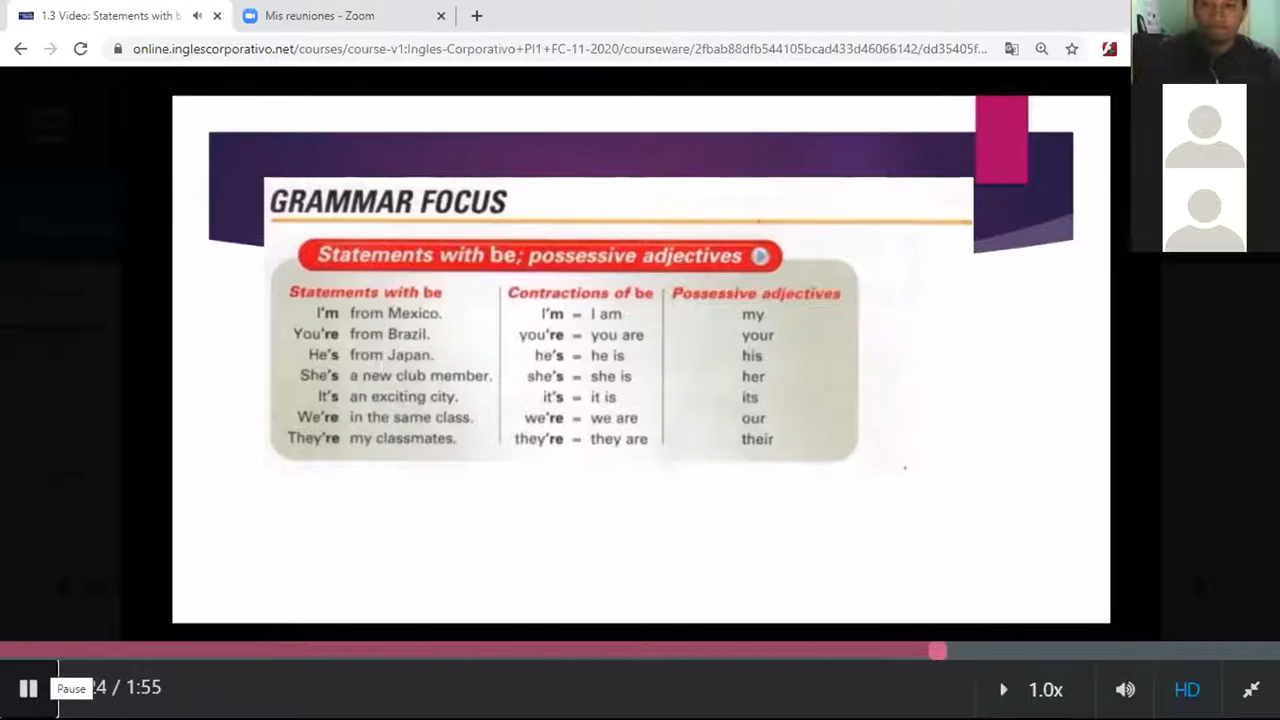 1.3 Video: Statements with b
Mis reuniones - Zoom
online.inglescorporativo.net/courses/course-v1:Ingles-Corporativo+PI1+FC-11-2020/courseware/2fbab88dfb544105bcad433d46066142/dd35405f...
GRAMMAR FOCUS
Statements with be; possessive adjectives
Statements with be Contractions of be Possessive adjectives
I'm from Mexico. I'm = I am my
You're from Brazil. you're = you are your
He's from Japan. he's = he is his
She's a new club member. she's = she is her
It's an exciting city. it's = it is its
We're in the same class. we're = we are our
They're my classmates. they're = they are their
Pause
4 / 1:55
1.0x
HD